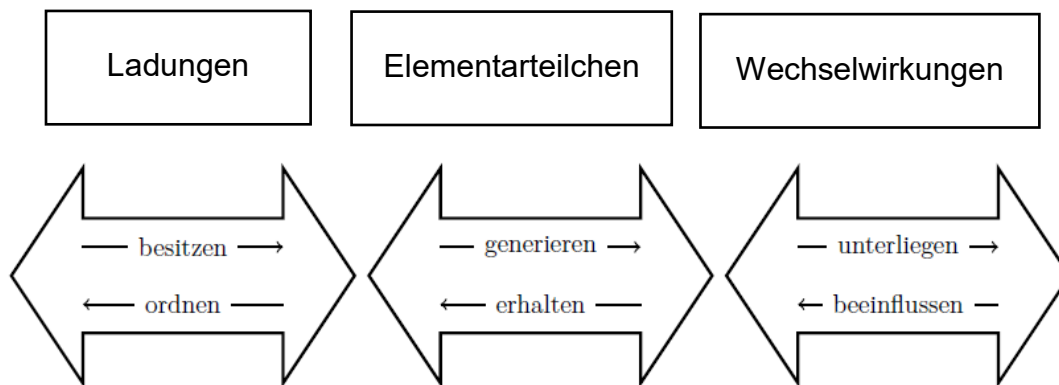 Ladungen
Elementarteilchen
Wechselwirkungen
besitzen
ordnen
generieren
erhalten
unterliegen
beeinflussen